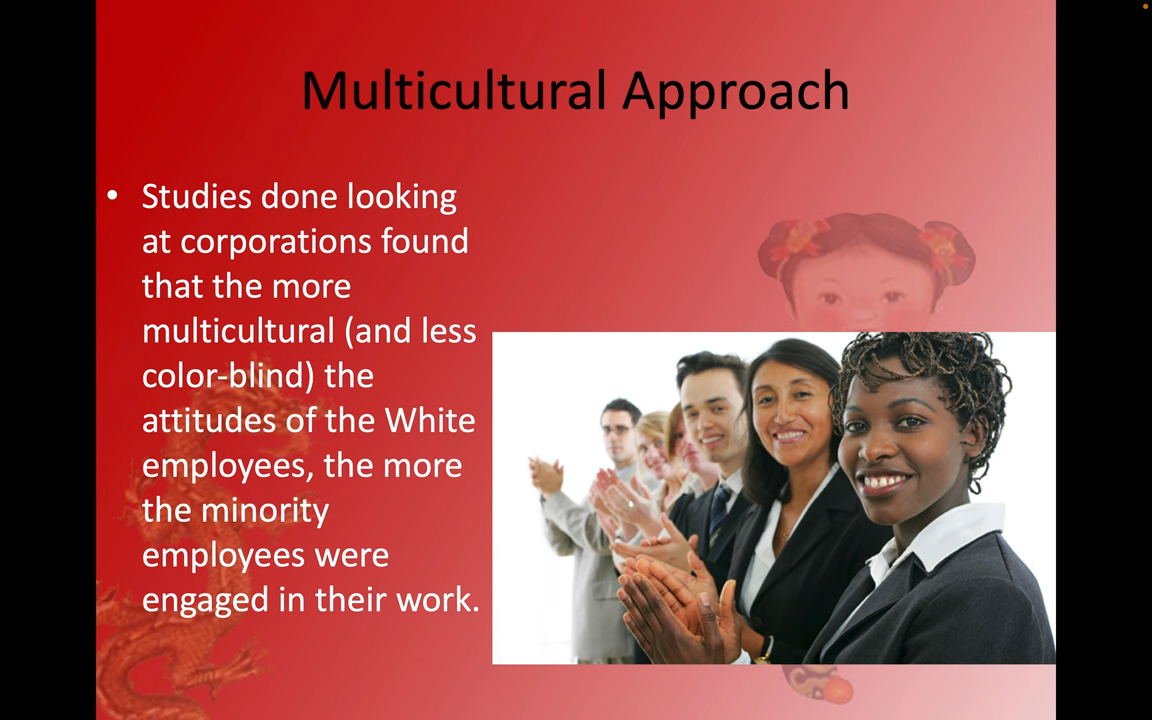 Multicultural Approach
• Studies done looking
at corporations found
that the more
multicultural (and less
color-blind) the
attitudes of the White
employees, the more
the minority
employees were
engaged in their work.